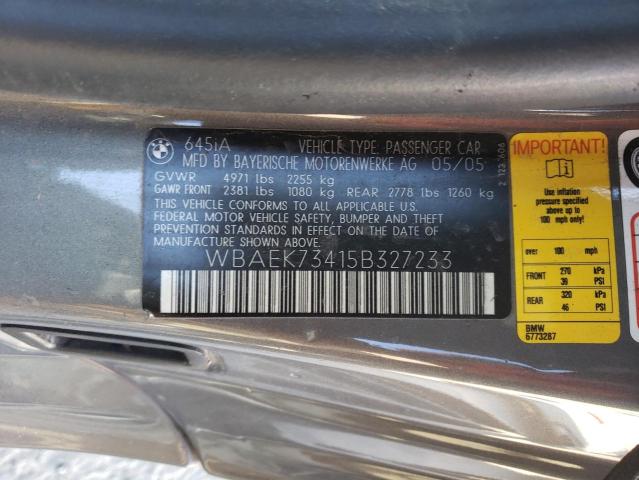 645iA VEHICLE TYPE: PASSENGER CAR
MFD BY BAYERISCHE MOTORENWERKE AG 05/05
GVWR 4971 lbs 2255 kg
GAWR FRONT 2381 lbs 1080 kg REAR 2778 lbs 1260 kg
THIS VEHICLE CONFORMS TO ALL APPLICABLE U.S.
FEDERAL MOTOR VEHICLE SAFETY, BUMPER AND THEFT
PREVENTION STANDARDS IN EFFECT ON THE DATE
OF MANUFACTURE SHOWN ABOVE.
WBAEK73415B327233
IMPORTANT!
Use inflation
pressure specified
above or up to
100 mph only!
over 100 mph
FRONT 270 kPa
39 PSI
REAR 320 kPa
46 PSI
BMW
6773287